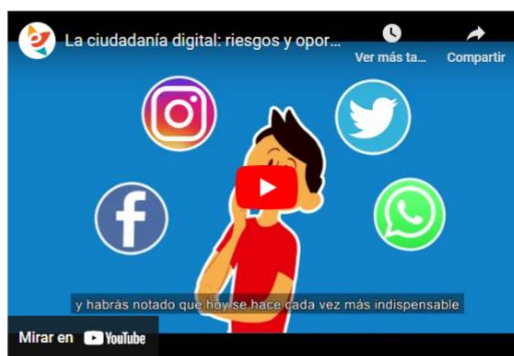 La ciudadanía digital: riesgos y opor...
Ver más ta...
Compartir
y habrás notado que hoy se hace cada vez más indispensable
Mirar en YouTube